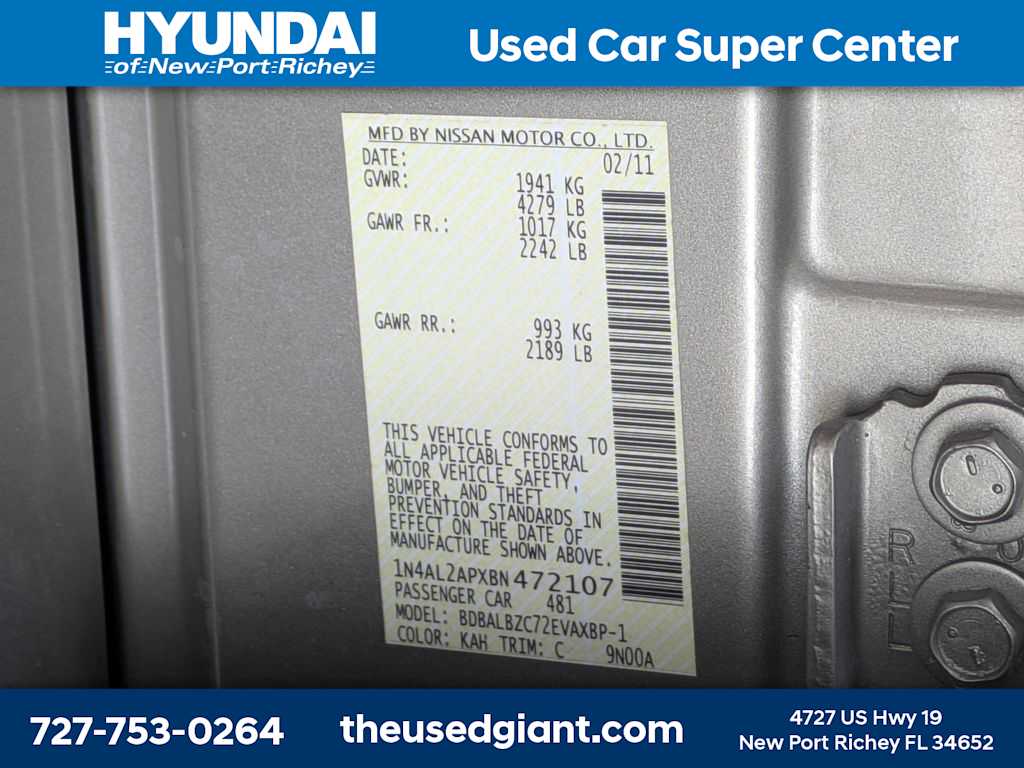 HYUNDAI
of New Port Richey
Used Car Super Center
MFD BY NISSAN MOTOR CO., LTD.
DATE: 02/11
GVWR: 1941 KG
4279 LB
GAWR FR.: 1017 KG
2242 LB
GAWR RR.: 993 KG
2189 LB
THIS VEHICLE CONFORMS TO
ALL APPLICABLE FEDERAL
MOTOR VEHICLE SAFETY,
BUMPER, AND THEFT
PREVENTION STANDARDS IN
EFFECT ON THE DATE OF
MANUFACTURE SHOWN ABOVE.
1N4AL2APXBN472107
PASSENGER CAR 481
MODEL: BDBALBZC72EVAXBP-1
COLOR: KAH TRIM: C 9N00A
727-753-0264
theusedgiant.com
4727 US Hwy 19
New Port Richey FL 34652